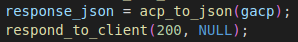 response_json = acp_to_json(gacp);
respond_to_client(200, NULL);